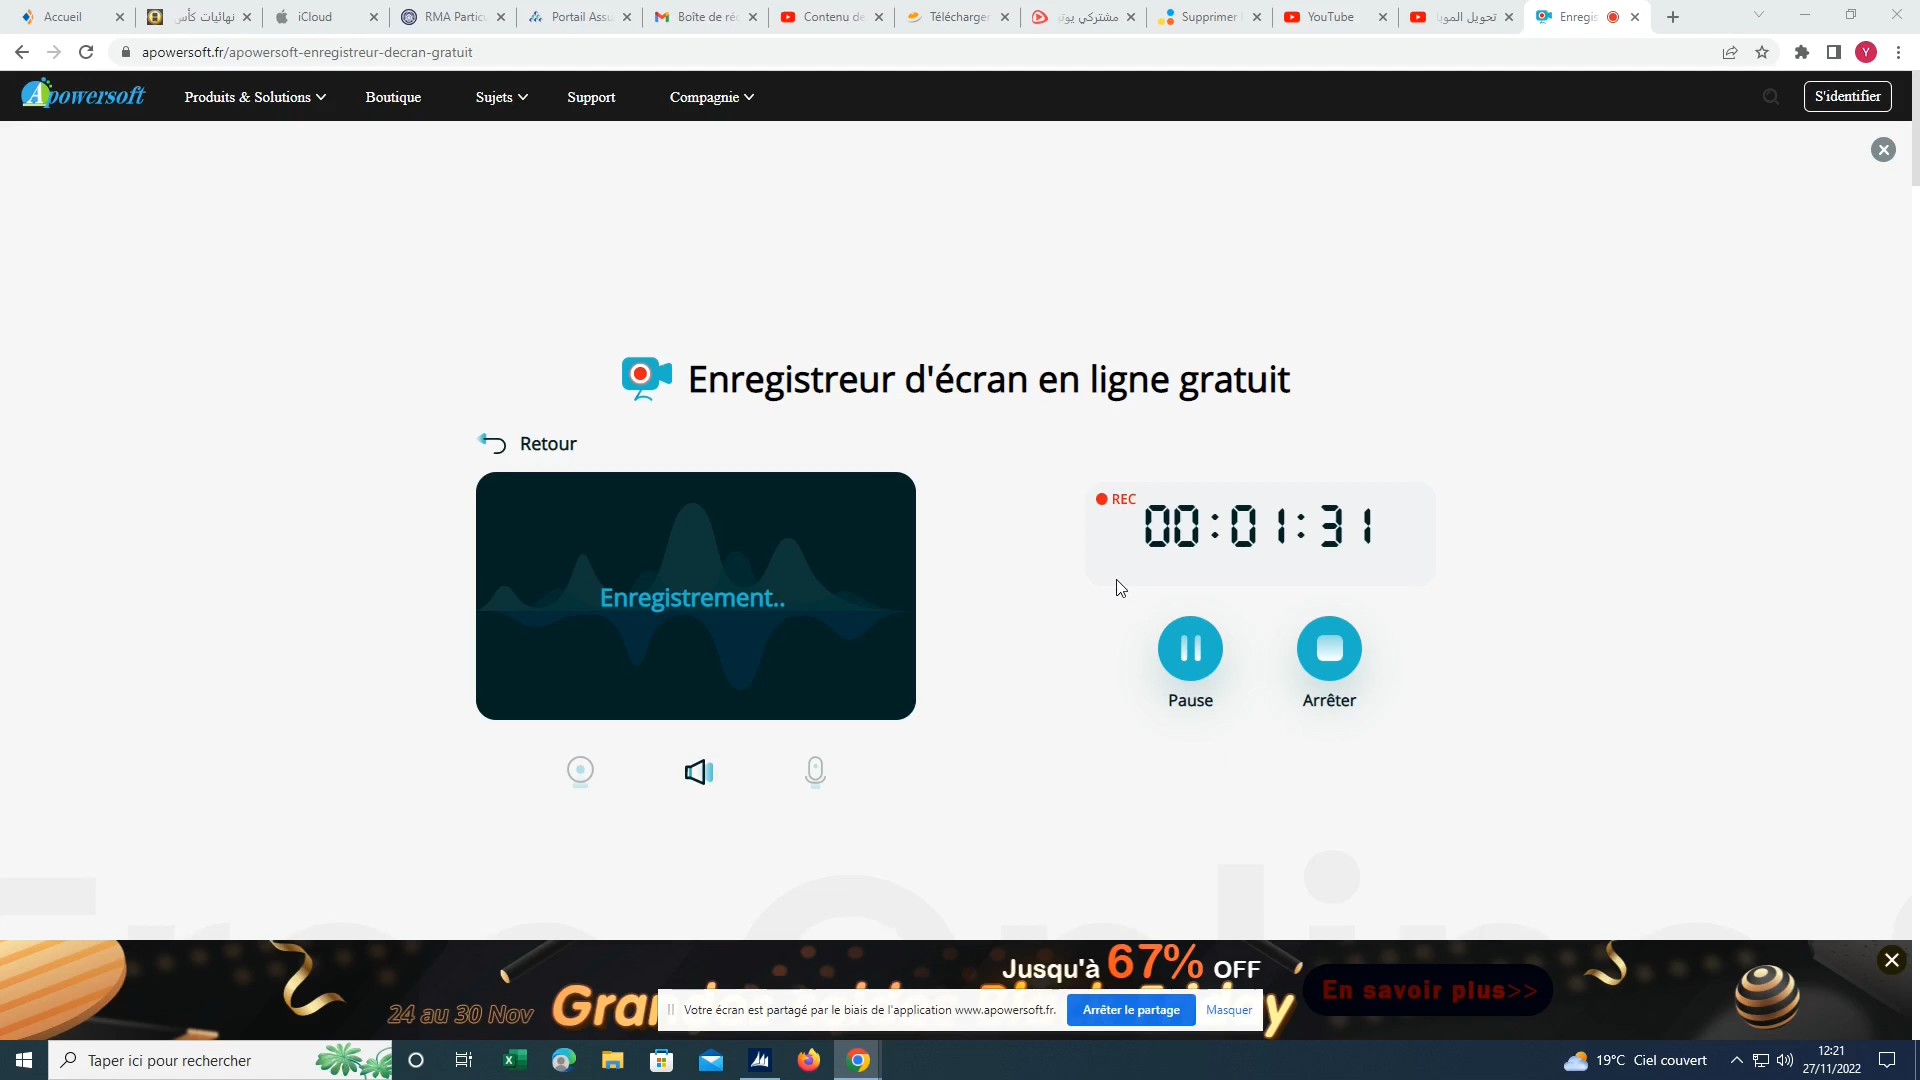 Accueil
نهائيات كأس
iCloud
RMA Partic
Portail Assu
Boîte de ré
Contenu de
Télécharger
مشتركي يوتو
Supprimer
YouTube
تحويل الموبا
Enregis
apowersoft.fr/apowersoft-enregistreur-decran-gratuit
Y
Apowersoft
Produits & Solutions
Boutique
Sujets
Support
Compagnie
S'identifier
Enregistreur d'écran en ligne gratuit
Retour
Enregistrement..
REC
00:01:31
Pause
Arrêter
Free Online
24 au 30 Nov
Jusqu'à 67% OFF
En savoir plus>>
Votre écran est partagé par le biais de l'application www.apowersoft.fr.
Arrêter le partage
Masquer
Taper ici pour rechercher
19°C Ciel couvert
12:21
27/11/2022